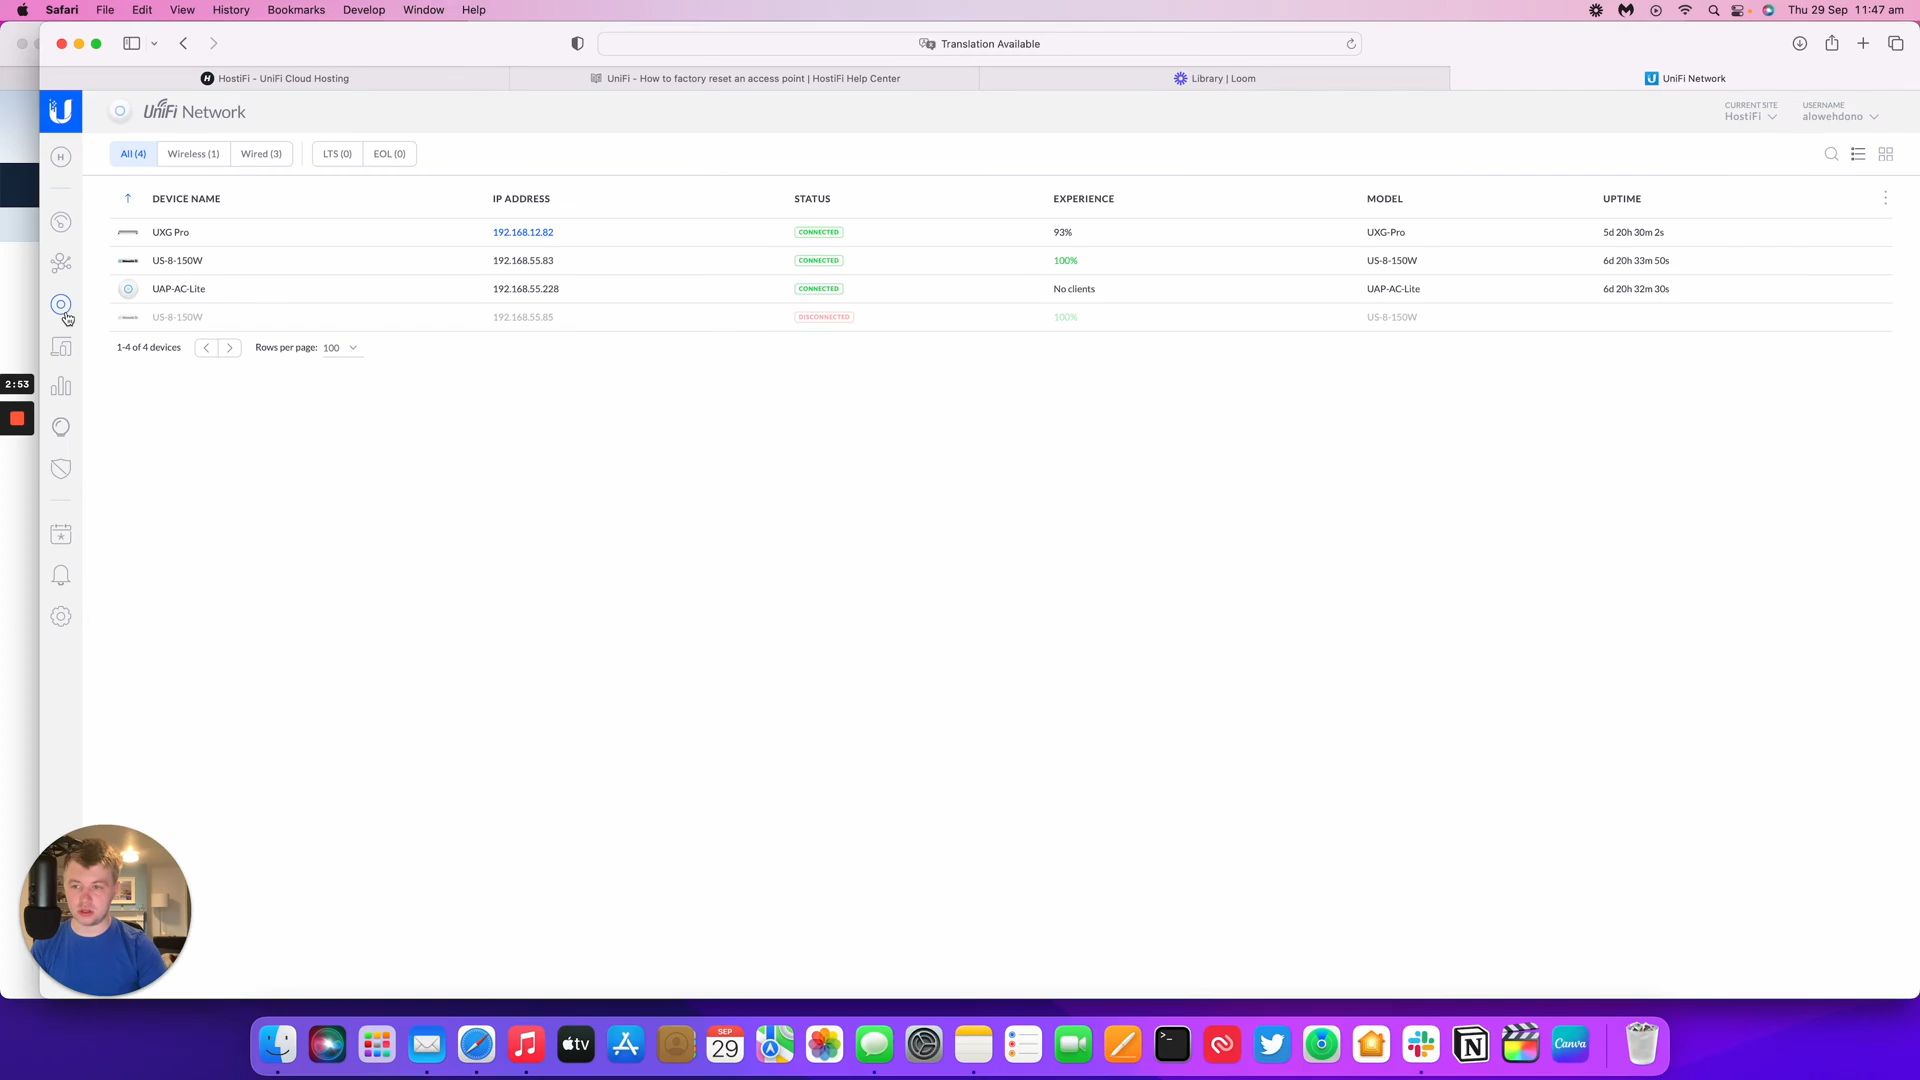 Safari File Edit View History Bookmarks Develop Window Help Thu 29 Sep 11:47 am
Translation Available
HostiFi - UniFi Cloud Hosting UniFi - How to factory reset an access point | HostiFi Help Center Library | Loom UniFi Network
UniFi Network
CURRENT SITE
HostiFi
USERNAME
alowehdono
All (4) Wireless (1) Wired (3) LTS (0) EOL (0)
DEVICE NAME IP ADDRESS STATUS EXPERIENCE MODEL UPTIME
UXG Pro 192.168.12.82 CONNECTED 93% UXG-Pro 5d 20h 30m 2s
US-8-150W 192.168.55.83 CONNECTED 100% US-8-150W 6d 20h 33m 50s
UAP-AC-Lite 192.168.55.228 CONNECTED No clients UAP-AC-Lite 6d 20h 32m 30s
US-8-150W 192.168.55.85 DISCONNECTED 100% US-8-150W
1-4 of 4 devices Rows per page: 100
2:53
SEP
29
tv
Canva